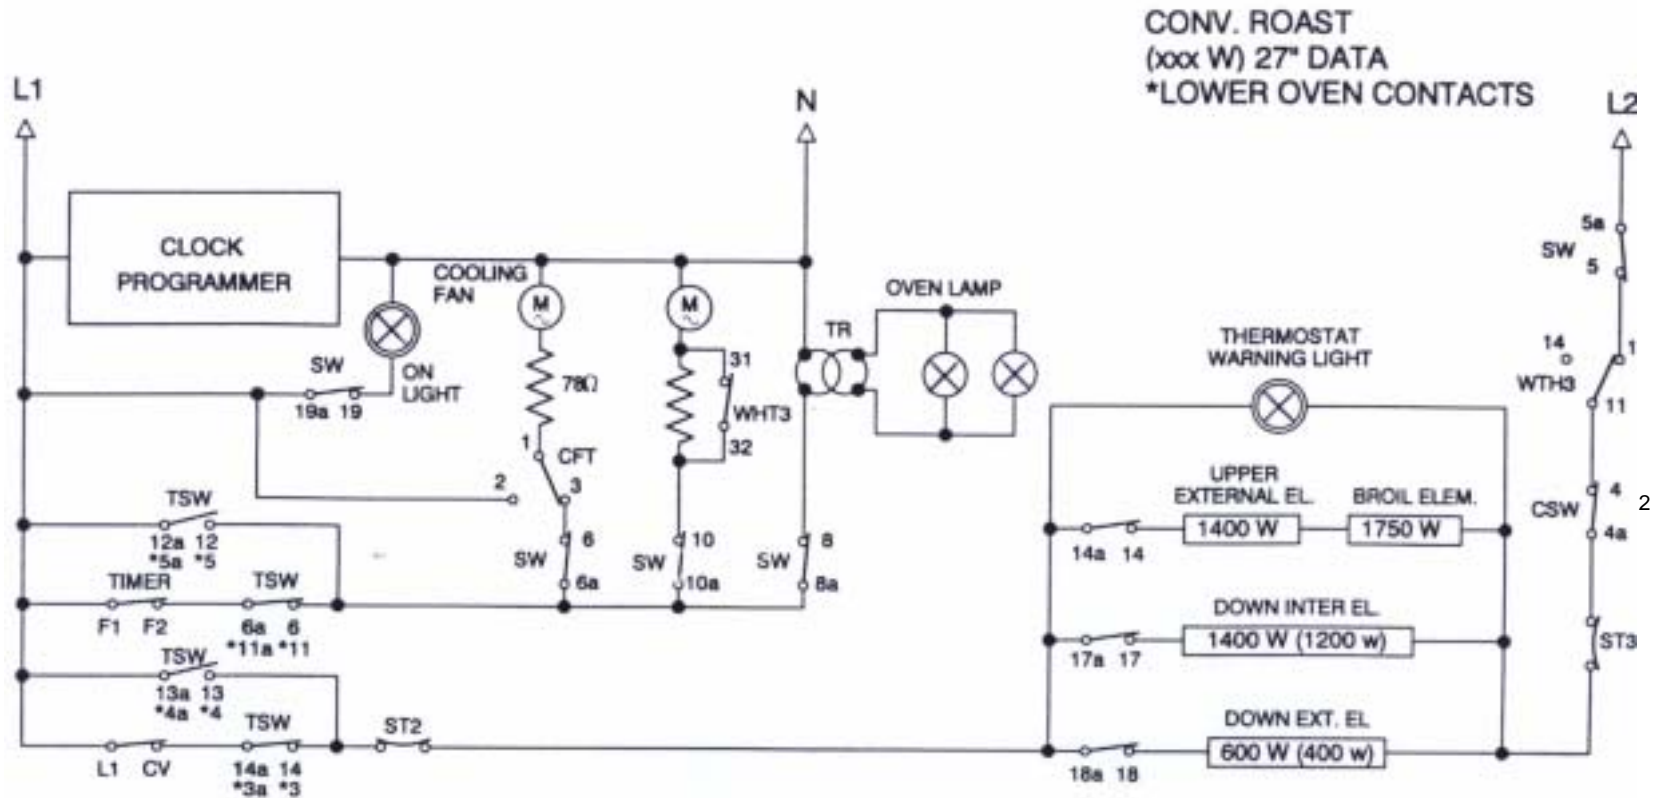 CONV. ROAST
(xxx W) 27" DATA
*LOWER OVEN CONTACTS
L1
N
L2
CLOCK
PROGRAMMER
COOLING
FAN
M
M
OVEN LAMP
TR
5a
SW
5
THERMOSTAT
WARNING LIGHT
14
1
WTH3
11
SW
19a 19
ON
LIGHT
78Ω
31
WHT3
32
1
CFT
2
3
UPPER
EXTERNAL EL.
BROIL ELEM.
1400 W
1750 W
14a 14
4
CSW
4a
2
TSW
12a 12
*5a *5
SW
6
6a
SW
10
10a
SW
8
8a
TIMER
TSW
F1 F2
6a 6
*11a *11
DOWN INTER EL.
1400 W (1200 w)
17a 17
ST3
TSW
13a 13
*4a *4
TSW
ST2
L1 CV
14a 14
*3a *3
DOWN EXT. EL
600 W (400 w)
18a 18